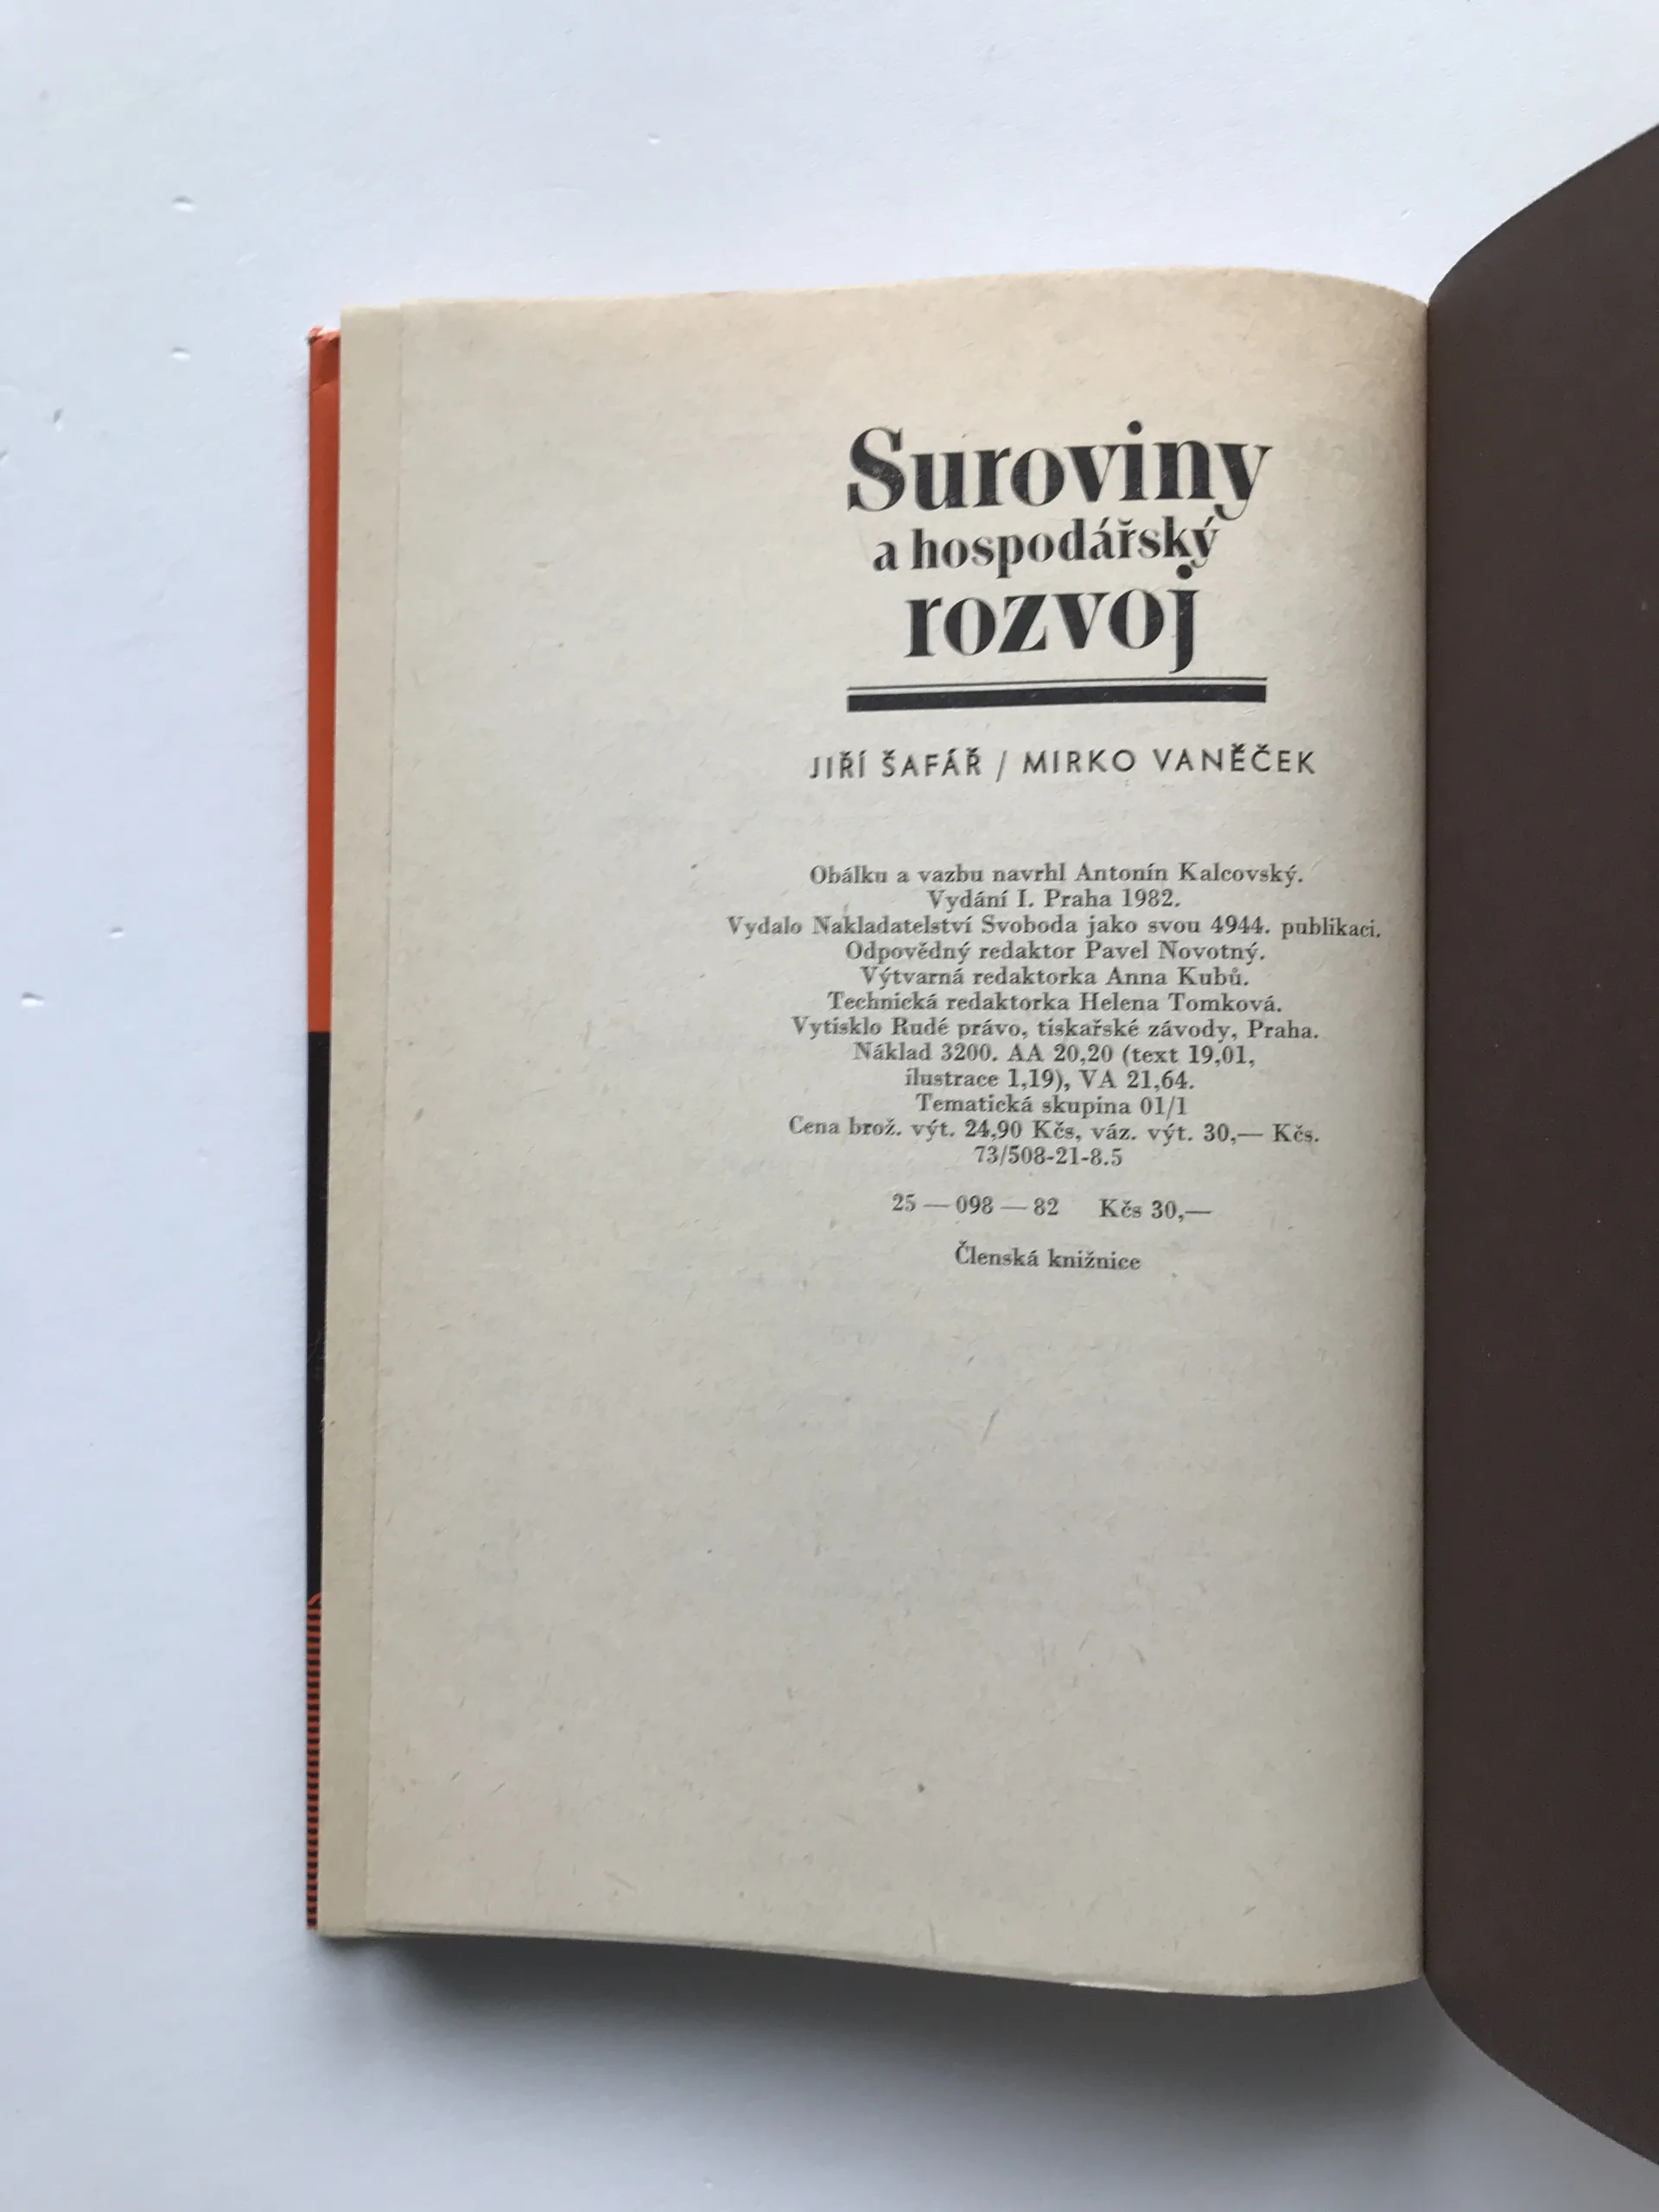 Suroviny
a hospodářský
rozvoj
JIŘÍ ŠAFÁŘ / MIRKO VANĚČEK
Obálku a vazbu navrhl Antonín Kalcovský.
Vydání I. Praha 1982.
Vydalo Nakladatelství Svoboda jako svou 4944. publikaci.
Odpovědný redaktor Pavel Novotný.
Výtvarná redaktorka Anna Kubů.
Technická redaktorka Helena Tomková.
Vytisklo Rudé právo, tiskařské závody, Praha.
Náklad 3200. AA 20,20 (text 19,01,
ilustrace 1,19), VA 21,64.
Tematická skupina 01/1
Cena brož. výt. 24,90 Kčs, váz. výt. 30,— Kčs.
73/508-21-8.5
25 — 098 — 82 Kčs 30,—
Členská knižnice